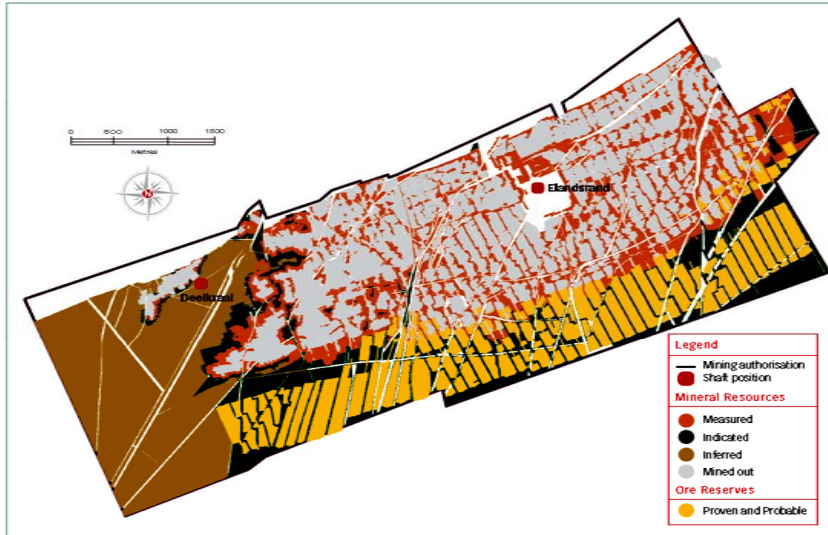 0 500 1000 1500
Metres
N
Elandsrand
Deelkraal
Legend
Mining authorisation
Shaft position
Mineral Resources
Measured
Indicated
Inferred
Mined out
Ore Reserves
Proven and Probable